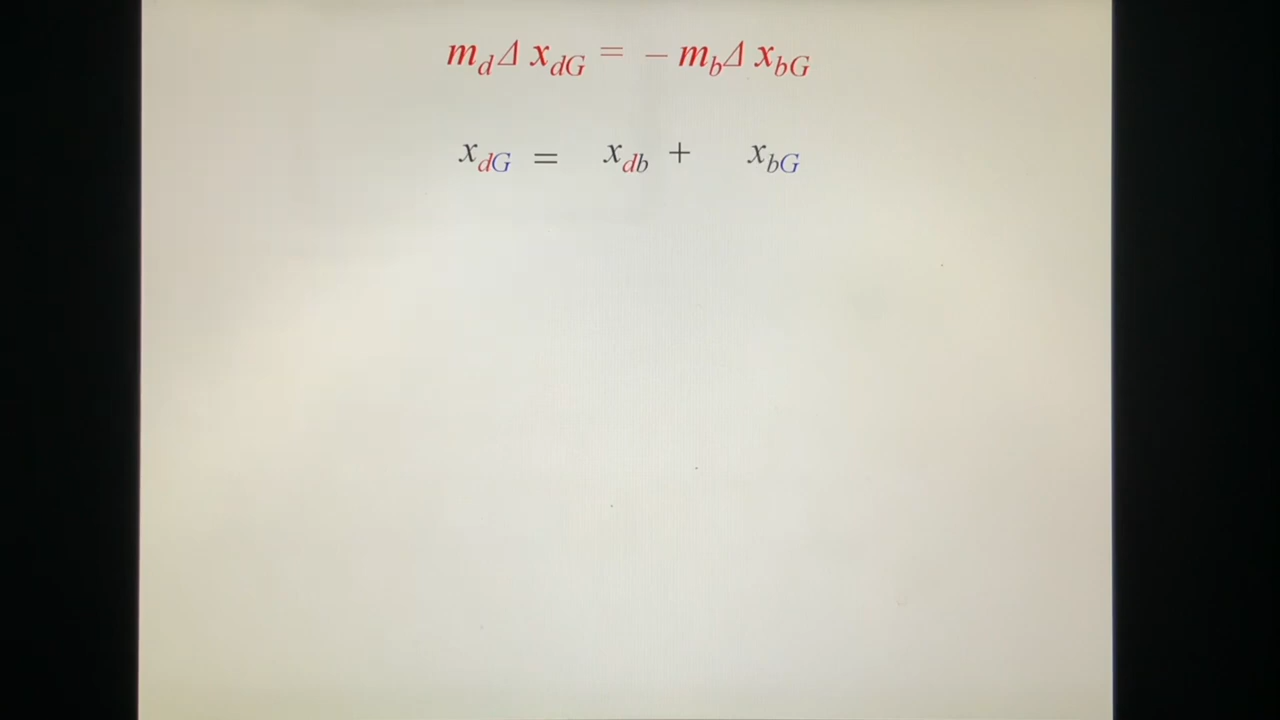 m_d Δ x_dG = – m_b Δ x_bG
x_dG = x_db + x_bG